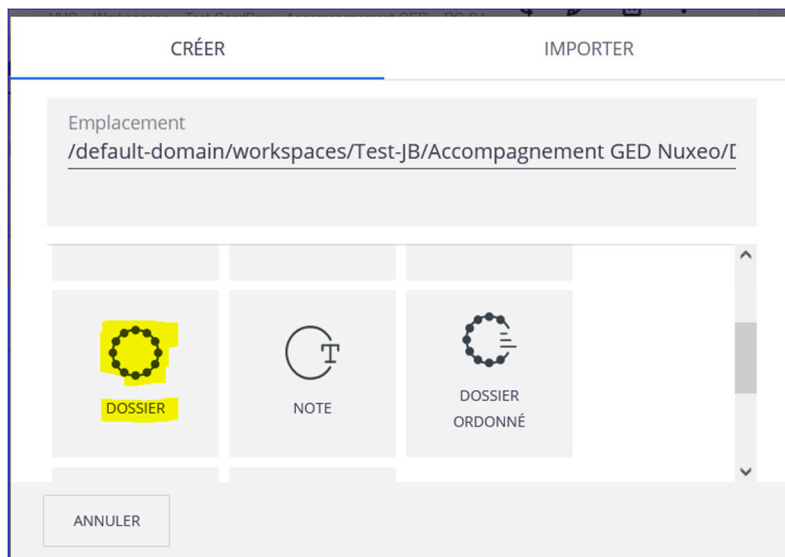 CRÉER
IMPORTER
Emplacement
/default-domain/workspaces/Test-JB/Accompagnement GED Nuxeo/D
DOSSIER
NOTE
DOSSIER
ORDONNÉ
ANNULER